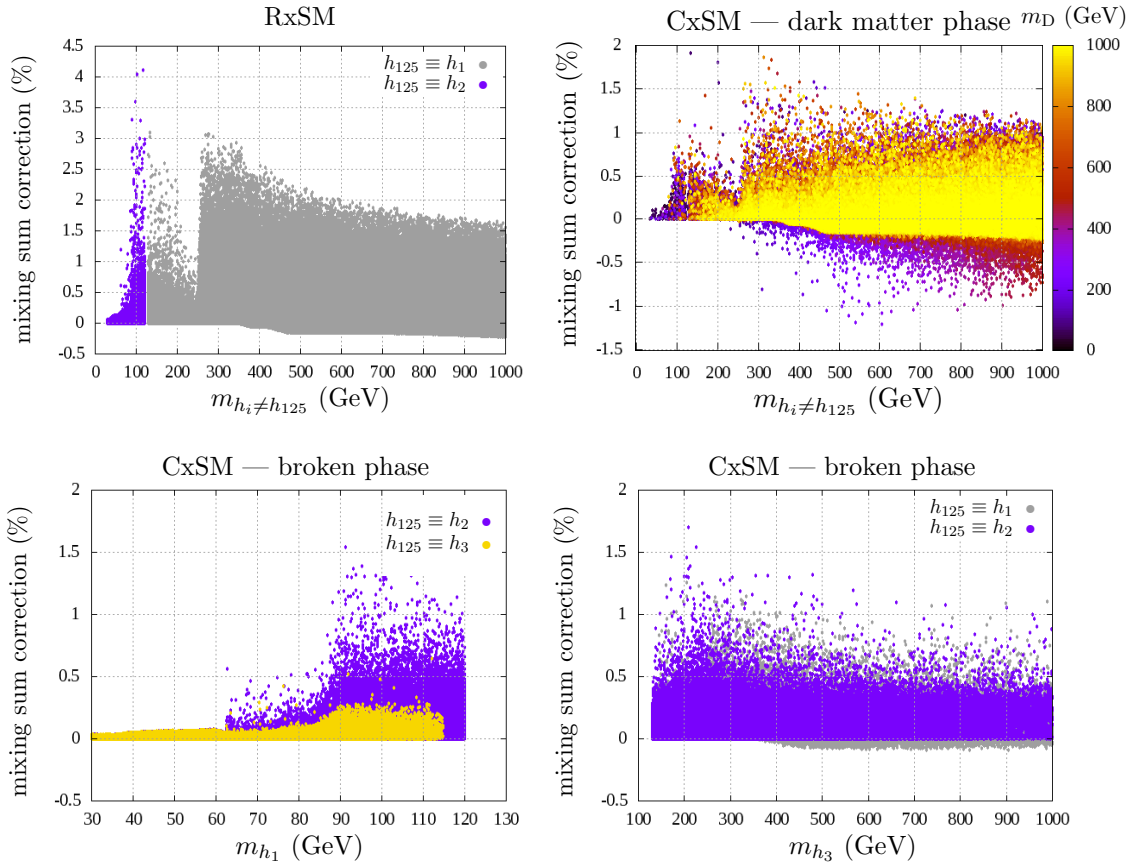 RxSM
mixing sum correction (%)
4.5
4
3.5
3
2.5
2
1.5
1
0.5
0
-0.5
h₁₂₅ ≡ h₁
h₁₂₅ ≡ h₂
0 100 200 300 400 500 600 700 800 900 1000
m_{h_i≠h₁₂₅} (GeV)
CxSM — dark matter phase m_D (GeV)
mixing sum correction (%)
2
1.5
1
0.5
0
-0.5
-1
-1.5
1000
800
600
400
200
0
0 100 200 300 400 500 600 700 800 900 1000
m_{h_i≠h₁₂₅} (GeV)
CxSM — broken phase
mixing sum correction (%)
2
1.5
1
0.5
0
-0.5
h₁₂₅ ≡ h₂
h₁₂₅ ≡ h₃
30 40 50 60 70 80 90 100 110 120 130
m_{h₁} (GeV)
CxSM — broken phase
mixing sum correction (%)
2
1.5
1
0.5
0
-0.5
h₁₂₅ ≡ h₁
h₁₂₅ ≡ h₂
100 200 300 400 500 600 700 800 900 1000
m_{h₃} (GeV)